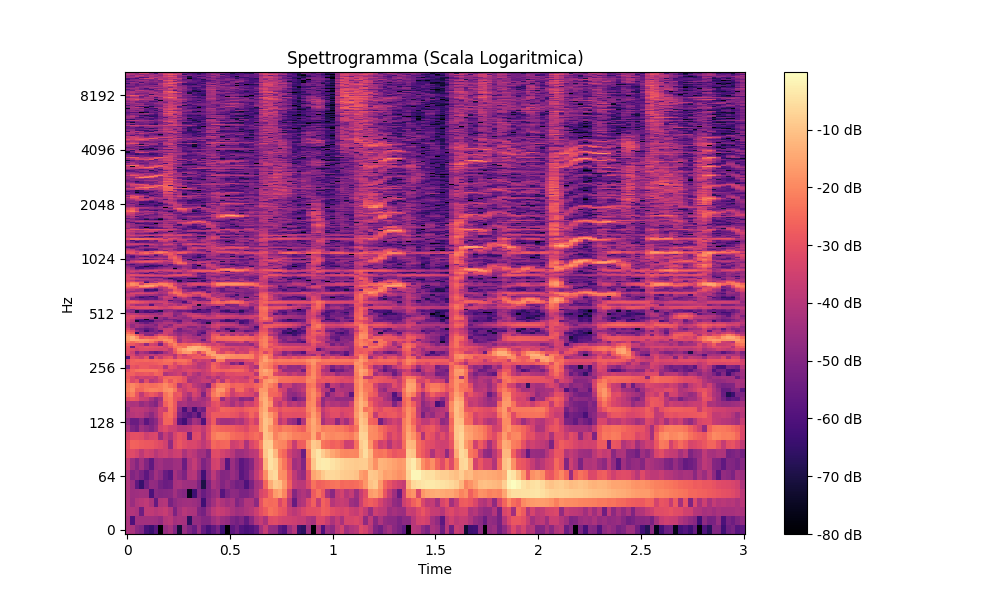 Spettrogramma (Scala Logaritmica)
Hz
8192
4096
2048
1024
512
256
128
64
0
0 0.5 1 1.5 2 2.5 3
Time
-10 dB
-20 dB
-30 dB
-40 dB
-50 dB
-60 dB
-70 dB
-80 dB